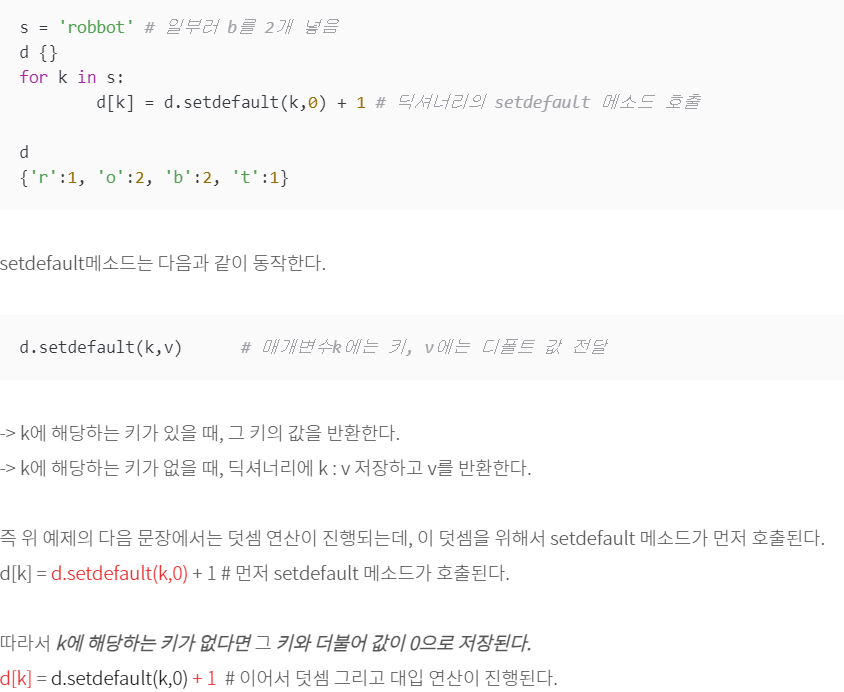 s = 'robbot' # 일부러 b를 2개 넣음
d {}
for k in s:
        d[k] = d.setdefault(k,0) + 1 # 딕셔너리의 setdefault 메소드 호출
d
{'r':1, 'o':2, 'b':2, 't':1}
setdefault메소드는 다음과 같이 동작한다.
d.setdefault(k,v)      # 매개변수k에는 키, v에는 디폴트 값 전달
-> k에 해당하는 키가 있을 때, 그 키의 값을 반환한다.
-> k에 해당하는 키가 없을 때, 딕셔너리에 k : v 저장하고 v를 반환한다.
즉 위 예제의 다음 문장에서는 덧셈 연산이 진행되는데, 이 덧셈을 위해서 setdefault 메소드가 먼저 호출된다.
d[k] = d.setdefault(k,0) + 1 # 먼저 setdefault 메소드가 호출된다.
따라서 k에 해당하는 키가 없다면 그 키와 더불어 값이 0으로 저장된다.
d[k] = d.setdefault(k,0) + 1  # 이어서 덧셈 그리고 대입 연산이 진행된다.